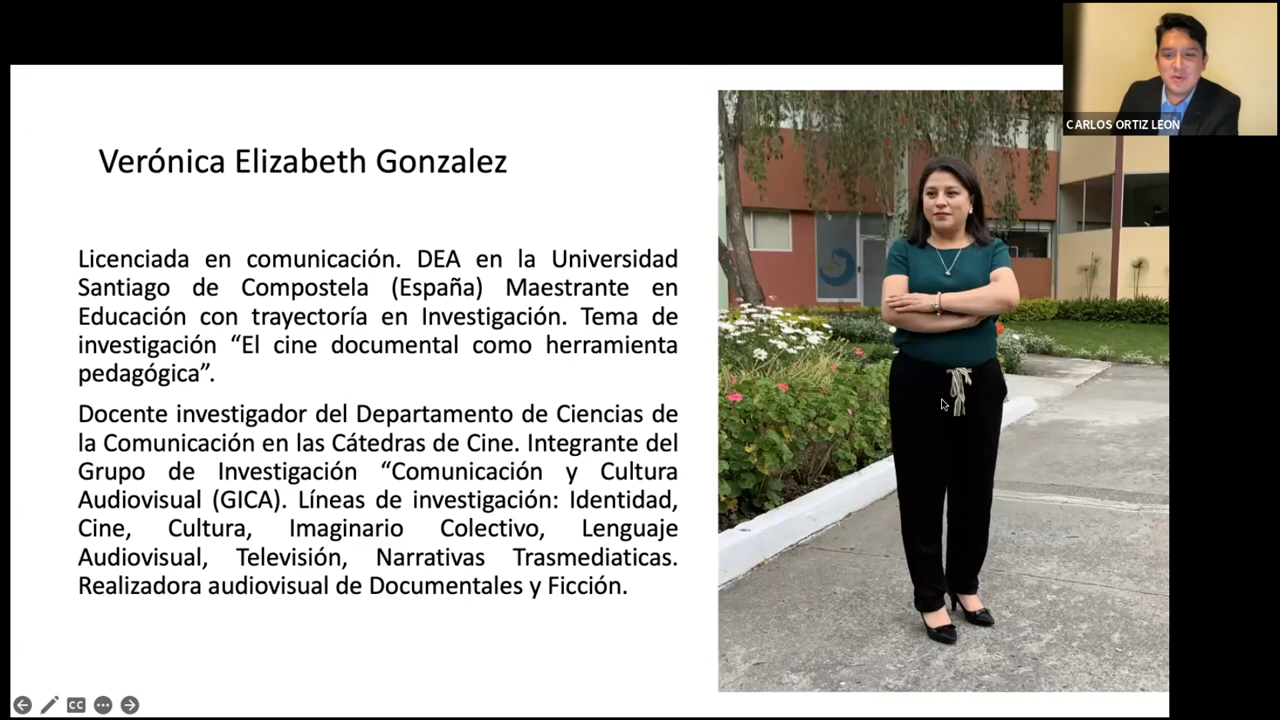 CARLOS ORTIZ LEON
Verónica Elizabeth Gonzalez
Licenciada en comunicación. DEA en la Universidad
Santiago de Compostela (España) Maestrante en
Educación con trayectoría en Investigación. Tema de
investigación “El cine documental como herramienta
pedagógica”.
Docente investigador del Departamento de Ciencias de
la Comunicación en las Cátedras de Cine. Integrante del
Grupo de Investigación “Comunicación y Cultura
Audiovisual (GICA). Líneas de investigación: Identidad,
Cine, Cultura, Imaginario Colectivo, Lenguaje
Audiovisual, Televisión, Narrativas Trasmediaticas.
Realizadora audiovisual de Documentales y Ficción.
CC